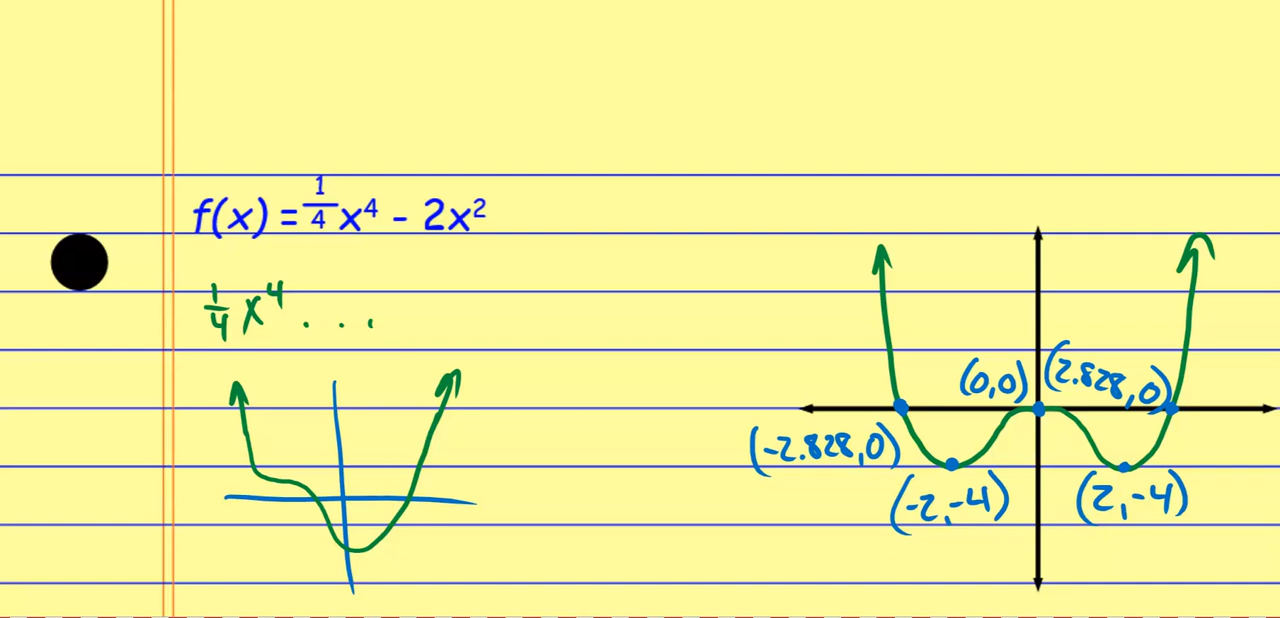 f(x) = 1/4 x⁴ - 2x²
1/4 x⁴ . . .
(0,0)
(2.828,0)
(-2.828,0)
(-2,-4)
(2,-4)